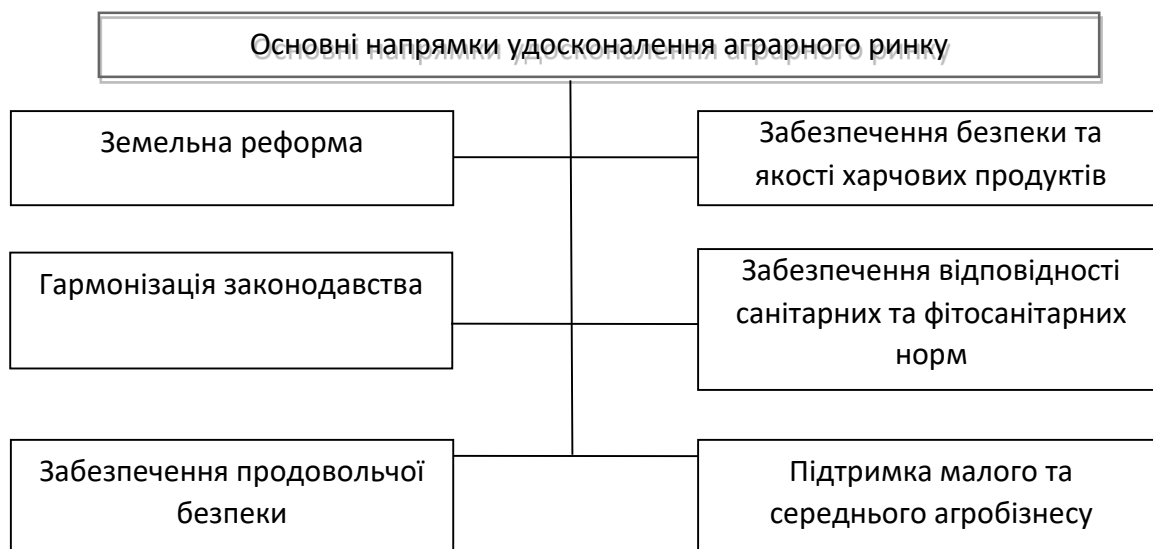 Основні напрямки удосконалення аграрного ринку
Земельна реформа
Забезпечення безпеки та
якості харчових продуктів
Гармонізація законодавства
Забезпечення відповідності
санітарних та фітосанітарних
норм
Забезпечення продовольчої
безпеки
Підтримка малого та
середнього агробізнесу